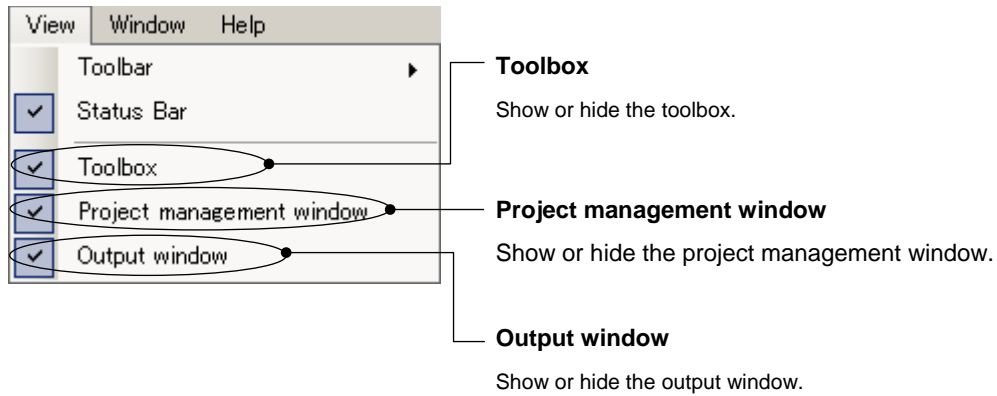 View Window Help
Toolbar
Status Bar
Toolbox
Project management window
Output window
Toolbox
Show or hide the toolbox.
Project management window
Show or hide the project management window.
Output window
Show or hide the output window.